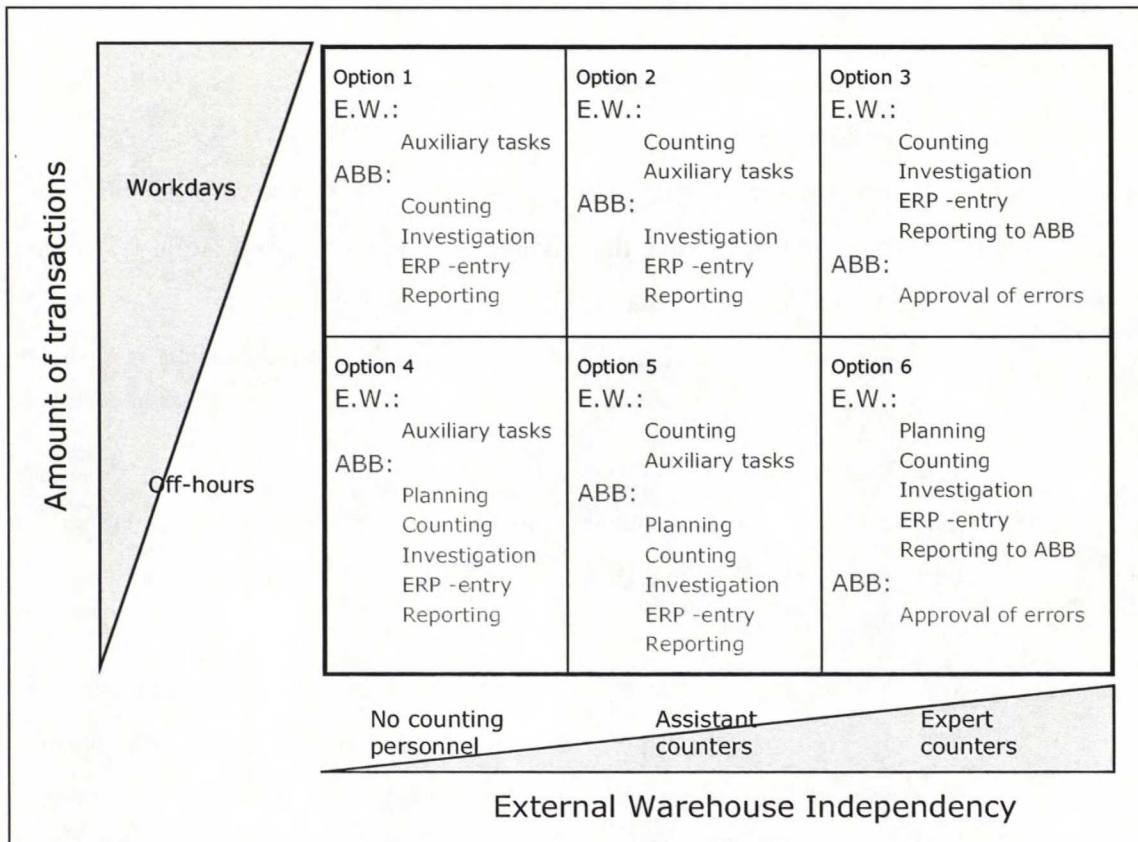 Amount of transactions
Workdays
Off-hours
Option 1
E.W.:
Auxiliary tasks
ABB:
Counting
Investigation
ERP -entry
Reporting
Option 2
E.W.:
Counting
Auxiliary tasks
ABB:
Investigation
ERP -entry
Reporting
Option 3
E.W.:
Counting
Investigation
ERP -entry
Reporting to ABB
ABB:
Approval of errors
Option 4
E.W.:
Auxiliary tasks
ABB:
Planning
Counting
Investigation
ERP -entry
Reporting
Option 5
E.W.:
Counting
Auxiliary tasks
ABB:
Planning
Counting
Investigation
ERP -entry
Reporting
Option 6
E.W.:
Planning
Counting
Investigation
ERP -entry
Reporting to ABB
ABB:
Approval of errors
No counting
personnel
Assistant
counters
Expert
counters
External Warehouse Independency